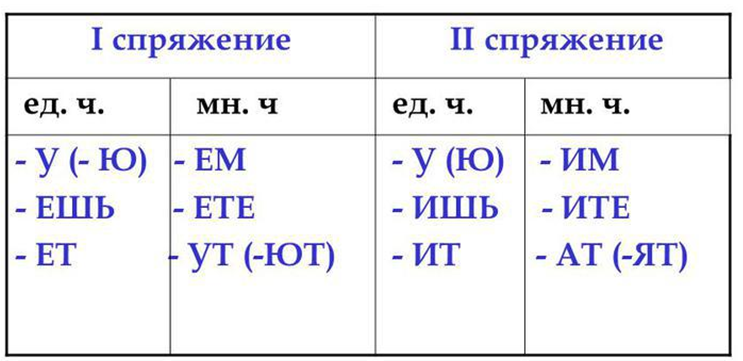 I спряжение II спряжение
ед. ч. мн. ч ед. ч. мн. ч.
- У (- Ю) - ЕМ - У (Ю) - ИМ
- ЕШЬ - ЕТЕ - ИШЬ - ИТЕ
- ЕТ - УТ (-ЮТ) - ИТ - АТ (-ЯТ)